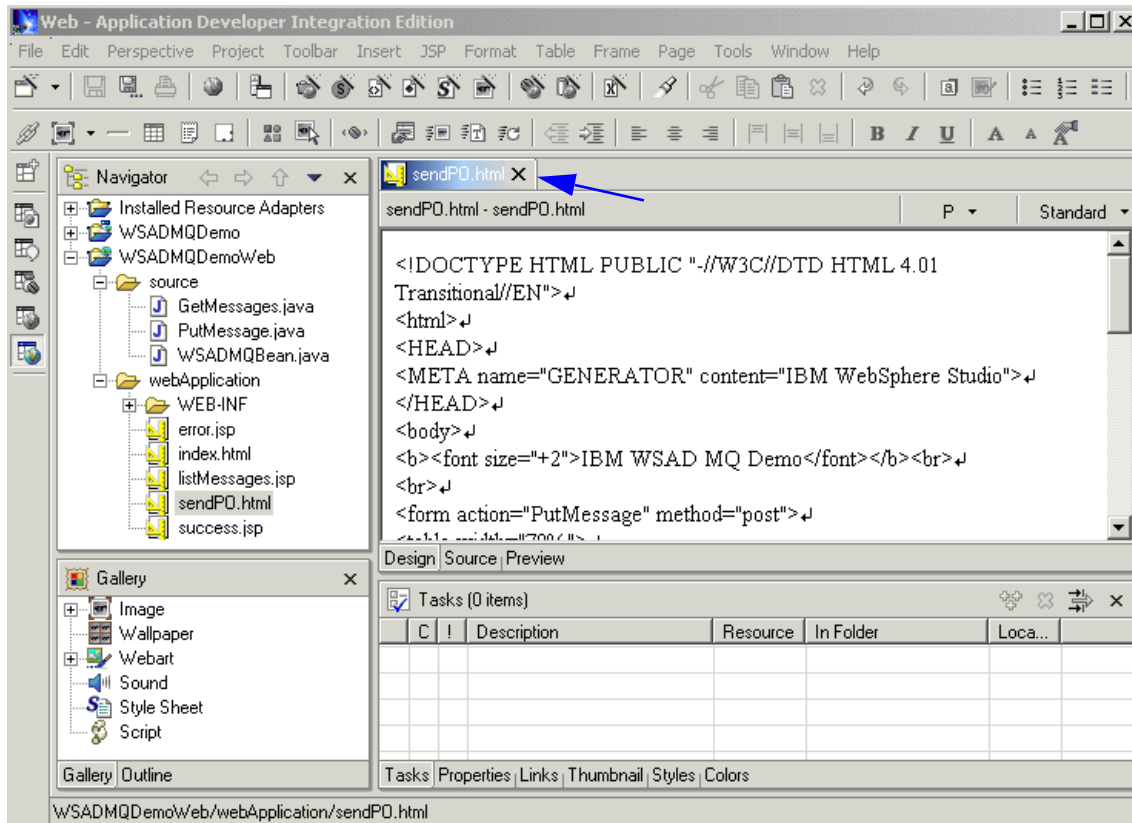 Web - Application Developer Integration Edition
File Edit Perspective Project Toolbar Insert JSP Format Table Frame Page Tools Window Help
B I U A A A
Navigator
Installed Resource Adapters
WSADMQDemo
WSADMQDemoWeb
source
GetMessages.java
PutMessage.java
WSADMQBean.java
webApplication
WEB-INF
error.jsp
index.html
listMessages.jsp
sendPO.html
success.jsp
Gallery
Image
Wallpaper
Webart
Sound
Style Sheet
Script
Gallery Outline
sendPO.html
sendPO.html - sendPO.html P Standard
<!DOCTYPE HTML PUBLIC "-//W3C//DTD HTML 4.01
Transitional//EN">↵
<html>↵
<HEAD>↵
<META name="GENERATOR" content="IBM WebSphere Studio">↵
</HEAD>↵
<body>↵
<b><font size="+2">IBM WSAD MQ Demo</font></b><br>↵
<br>↵
<form action="PutMessage" method="post">↵
Design Source Preview
Tasks (0 items)
C ! Description Resource In Folder Loca...
Tasks Properties Links Thumbnail Styles Colors
WSADMQDemoWeb/webApplication/sendPO.html